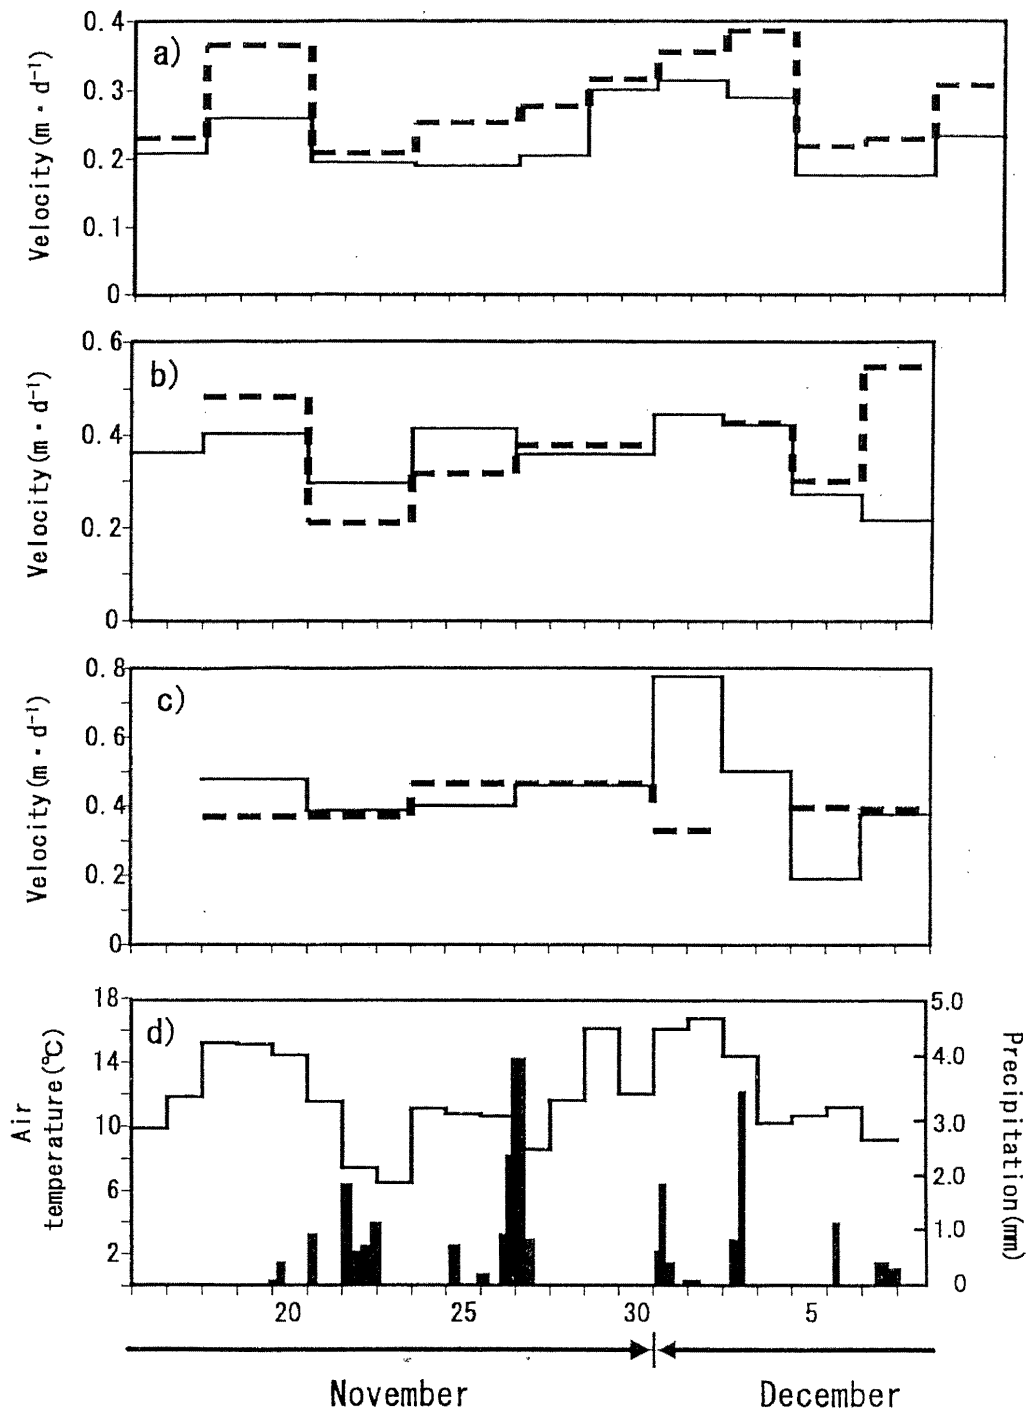 a)
Velocity(m・d⁻¹)
0.4
0.3
0.2
0.1
0
b)
Velocity(m・d⁻¹)
0.6
0.4
0.2
0
c)
Velocity(m・d⁻¹)
0.8
0.6
0.4
0.2
0
d)
Air
temperature(℃)
18
14
10
6
2
5.0
4.0
3.0
2.0
1.0
0
Precipitation(mm)
20 25 30 5
November December